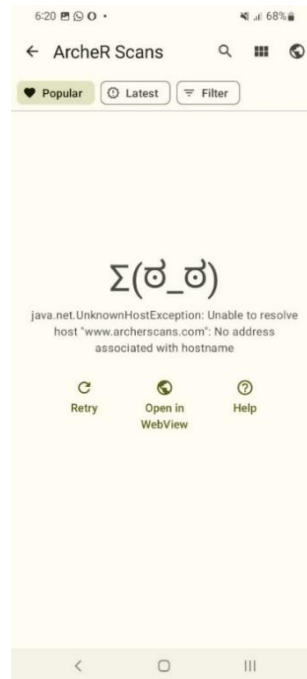 6:20
68%
ArcheR Scans
Popular
Latest
Filter
Σ(ಠ_ಠ)
java.net.UnknownHostException: Unable to resolve
host "www.archerscans.com": No address
associated with hostname
Retry
Open in
WebView
Help